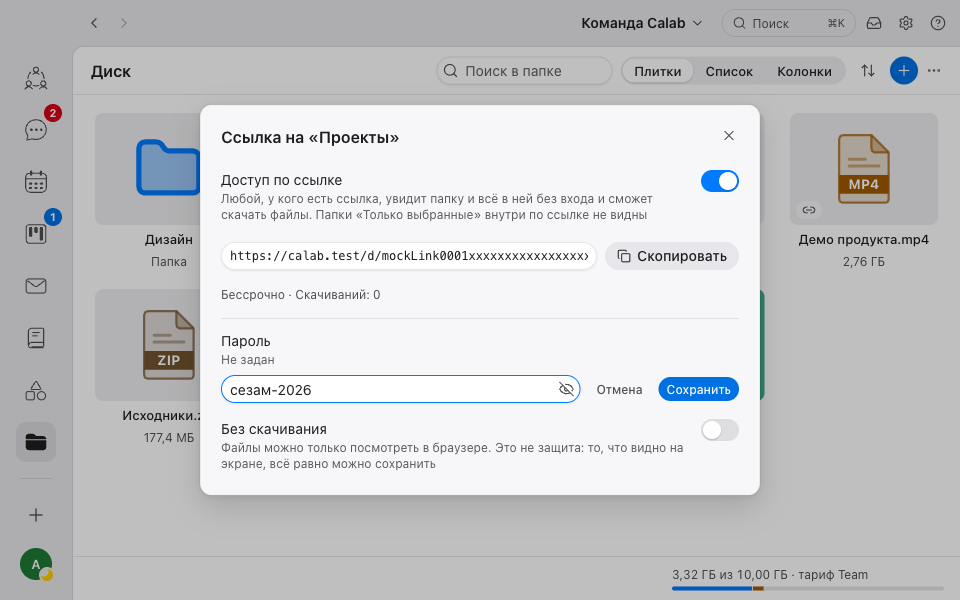 Команда Calab
Поиск
⌘K
Диск
Поиск в папке
Плитки
Список
Колонки
2
1
Ссылка на «Проекты»
Доступ по ссылке
Любой, у кого есть ссылка, увидит папку и всё в ней без входа и сможет
скачать файлы. Папки «Только выбранные» внутри по ссылке не видны
https://calab.test/d/mockLink0001xxxxxxxxxxxxxxxxx
Скопировать
Бессрочно · Скачиваний: 0
Пароль
Не задан
сезам-2026
Отмена
Сохранить
Без скачивания
Файлы можно только посмотреть в браузере. Это не защита: то, что видно на
экране, всё равно можно сохранить
Дизайн
Папка
MP4
Демо продукта.mp4
2,76 ГБ
ZIP
Исходники.z
177,4 МБ
A
3,32 ГБ из 10,00 ГБ · тариф Team